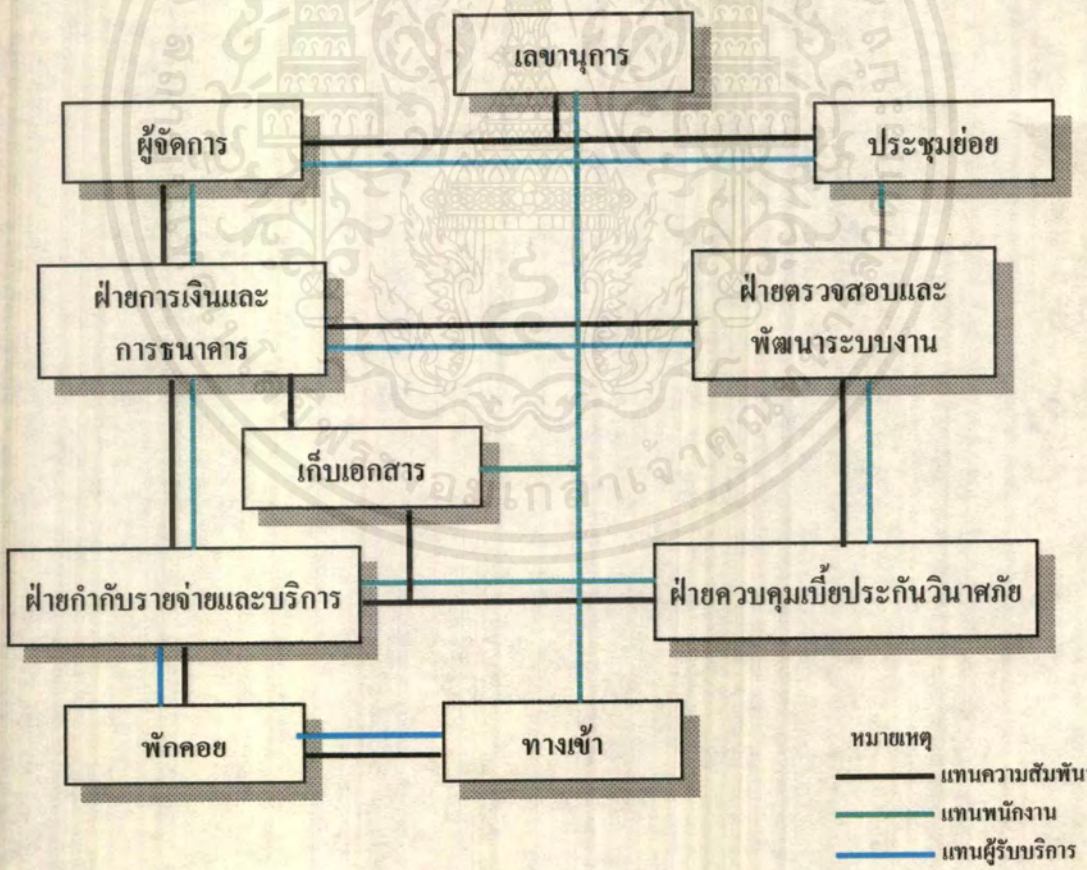 เลขานุการ
ผู้จัดการ
ประชุมย่อย
ฝ่ายการเงินและ
การธนาคาร
ฝ่ายตรวจสอบและ
พัฒนาระบบงาน
เก็บเอกสาร
ฝ่ายกำกับรายจ่ายและบริการ
ฝ่ายควบคุมเบี้ยประกันวินาศภัย
พักคอย
ทางเข้า
หมายเหตุ
แทนความสัมพัน
แทนพนักงาน
แทนผู้รับบริการ